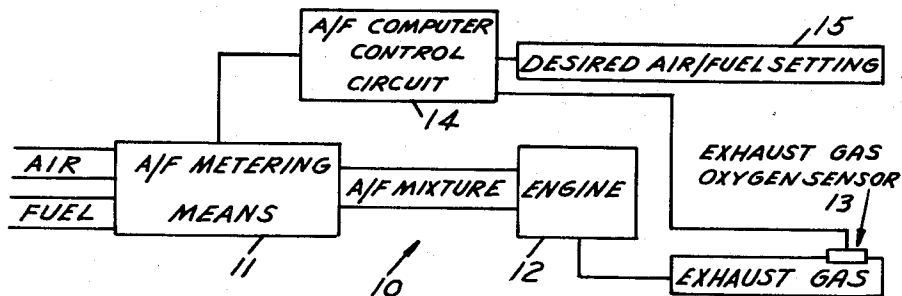 A/F COMPUTER
CONTROL
CIRCUIT
14
15
DESIRED AIR/FUEL SETTING
AIR
FUEL
A/F METERING
MEANS
11
A/F MIXTURE
10
ENGINE
12
EXHAUST GAS
OXYGEN SENSOR
13
EXHAUST GAS